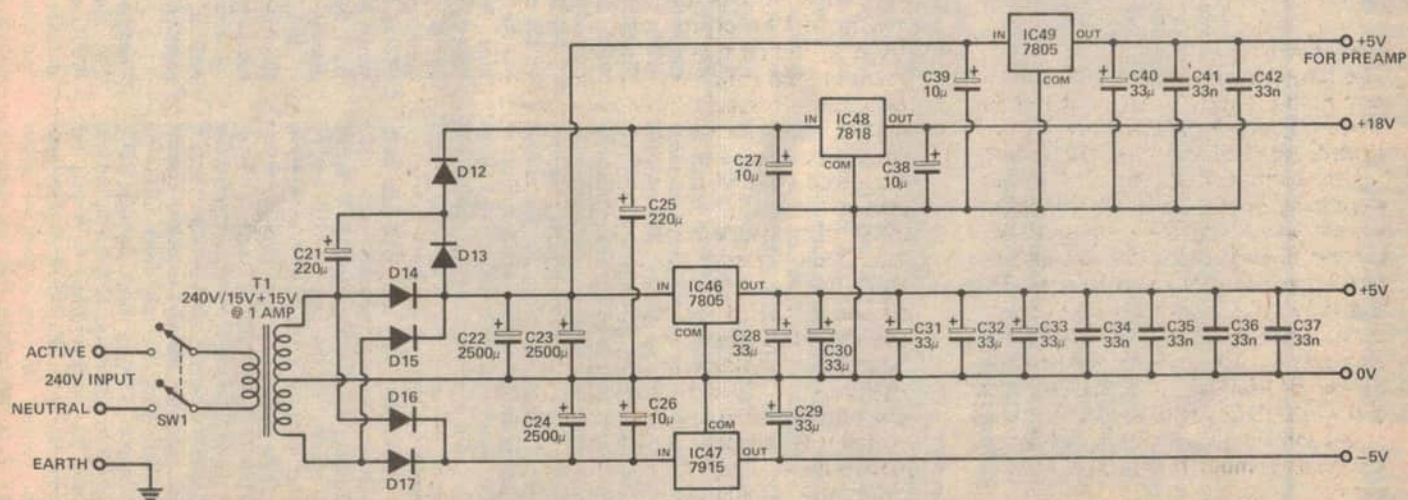 IN
IC49
7805
OUT
COM
+5V
FOR PREAMP
C39
10µ
+
C40
33µ
+
C41
33n
C42
33n
IN
IC48
7818
OUT
COM
+18V
C27
10µ
+
C38
10µ
+
D12
C25
220µ
+
C21
220µ
+
D13
T1
240V/15V+15V
@ 1 AMP
D14
D15
C22
2500µ
+
C23
2500µ
+
IN
IC46
7805
OUT
COM
+5V
C28
33µ
+
C30
33µ
+
C31
33µ
+
C32
33µ
+
C33
33µ
+
C34
33n
C35
33n
C36
33n
C37
33n
ACTIVE
240V INPUT
NEUTRAL
SW1
0V
D16
C24
2500µ
+
C26
10µ
+
C29
33µ
+
COM
IN
IC47
7915
OUT
-5V
EARTH
D17